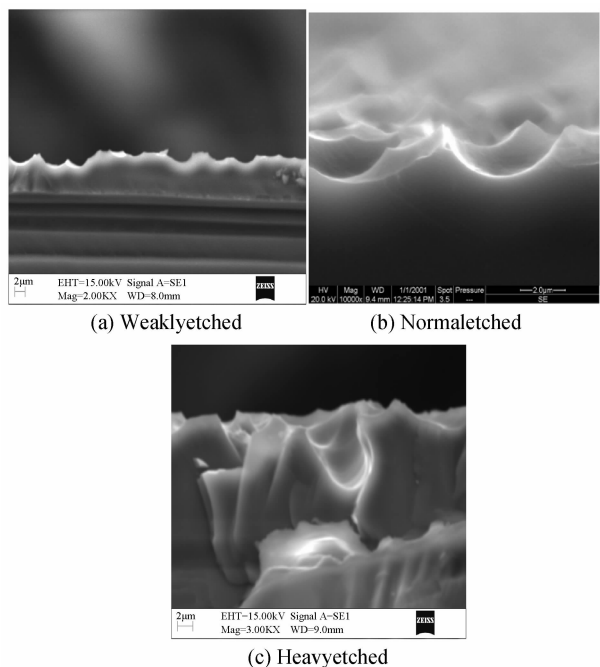 2μm EHT=15.00kV Signal A=SE1
Mag=2.00KX WD=8.0mm
ZEISS
(a) Weaklyetched
HV Mag WD 1/1/2001 Spot Pressure 2.0μm
20.0 kV 10000x 9.4 mm 12:25:14 PM 3.5 --- SE
(b) Normaletched
2μm EHT=15.00kV Signal A=SE1
Mag=3.00KX WD=9.0mm
ZEISS
(c) Heavyetched